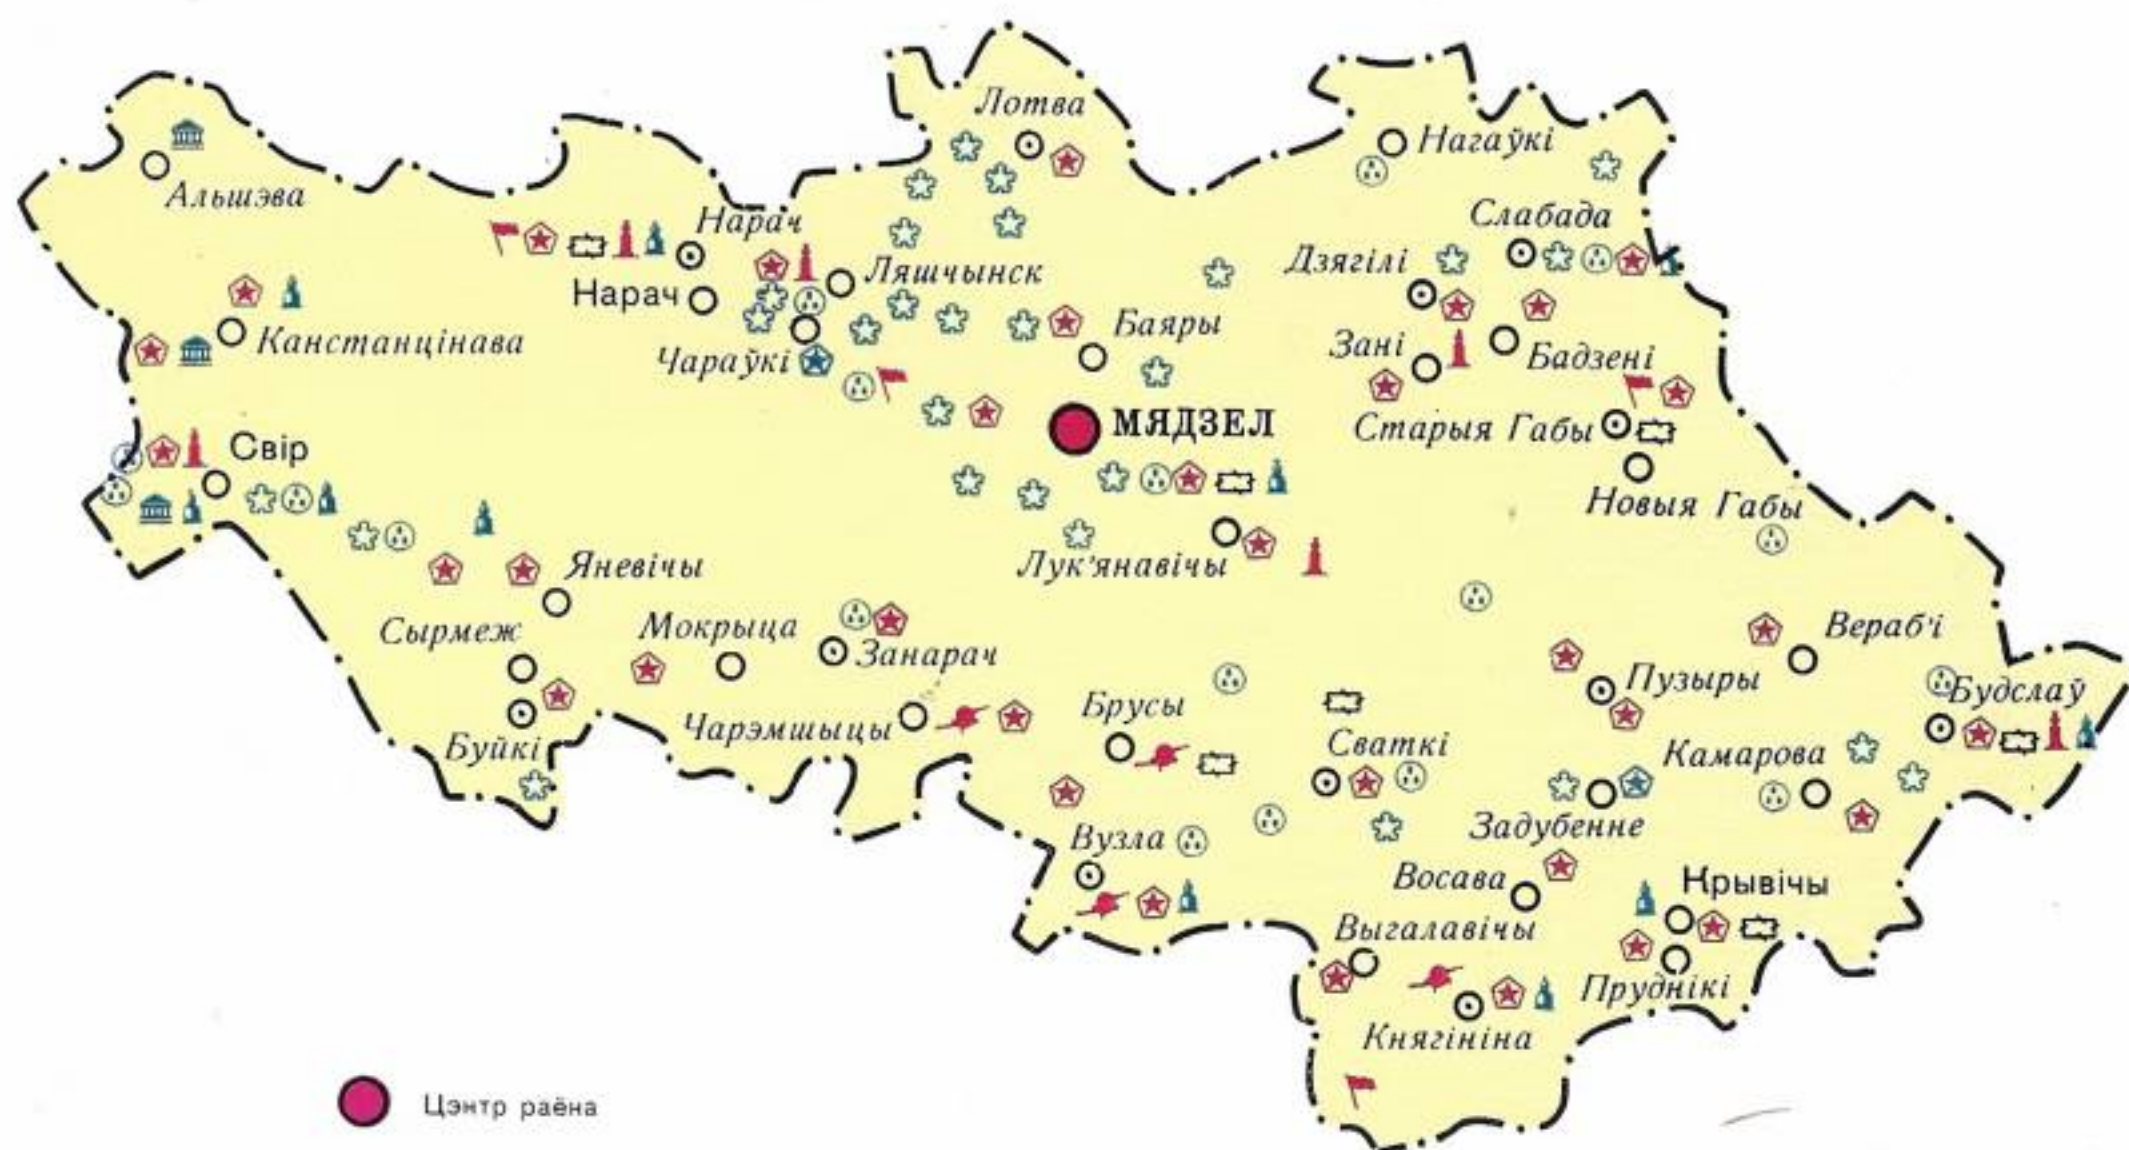 Лотва
Нагаўкі
Альшэва
Нарач
Слабада
Ляшчынск
Дзягілі
Нарач
Канстанцінава
Баяры
Чараўкі
Зані
Бадзені
МЯДЗЕЛ
Старыя Габы
Свір
Новыя Габы
Лук'янавічы
Яневічы
Сырмеж
Мокрыца
Занарач
Вераб'і
Пузыры
Будслаў
Чарэмшыцы
Брусы
Сваткі
Камарова
Буйкі
Задубенне
Вузла
Восава
Крывічы
Выгалавічы
Пруднікі
Княгініна
Цэнтр раёна